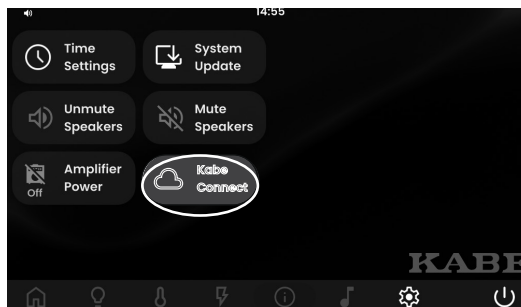 14:55
Time
Settings
System
Update
Unmute
Speakers
Mute
Speakers
Off
Amplifier
Power
Kabe
Connect
KABE